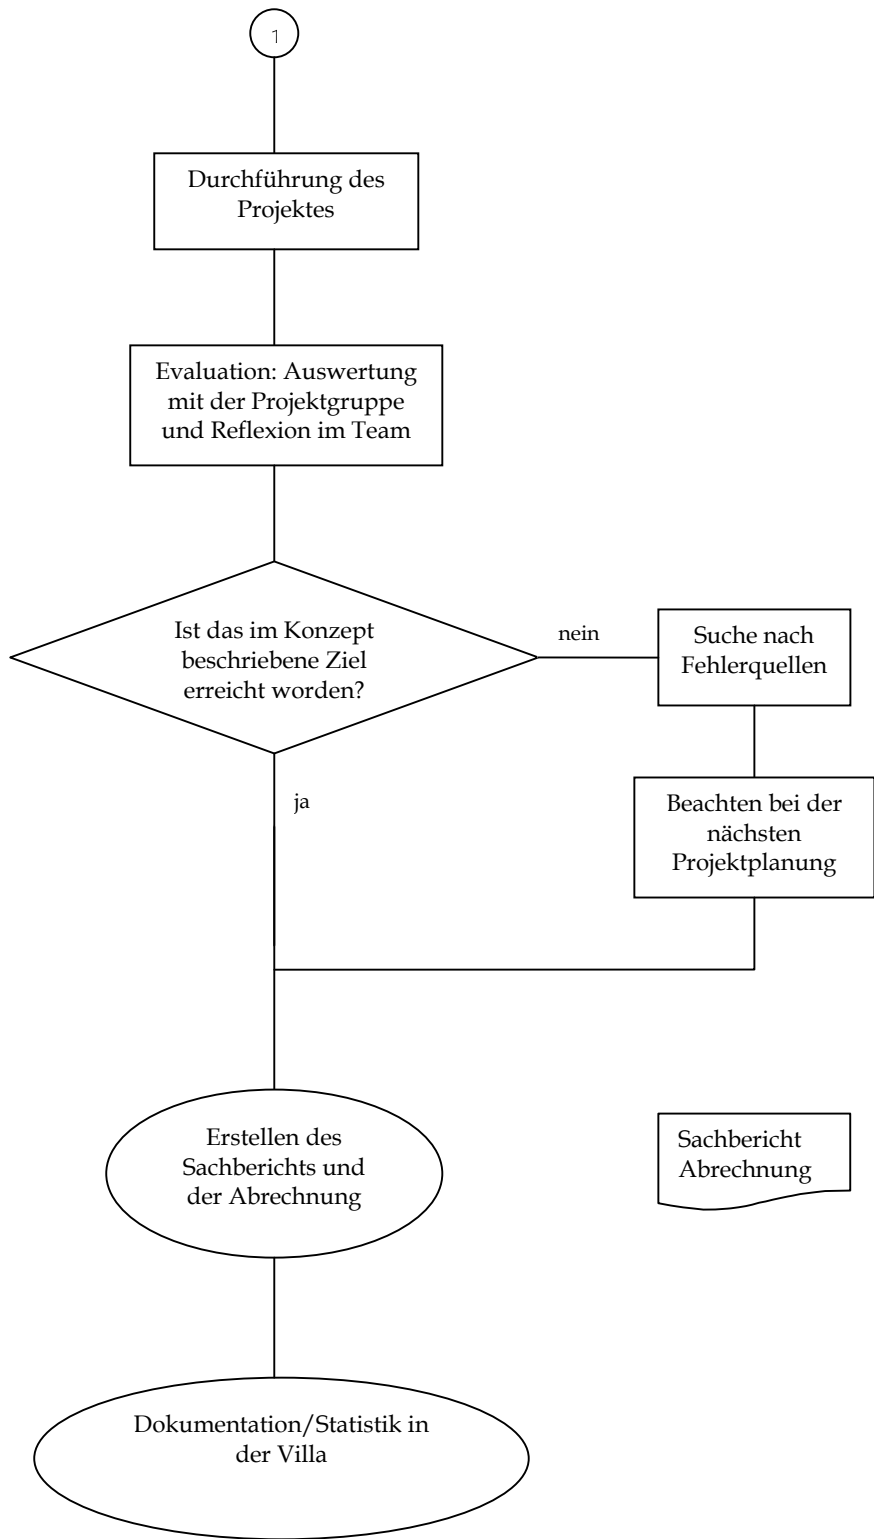 1
Durchführung des
Projektes
Evaluation: Auswertung
mit der Projektgruppe
und Reflexion im Team
Ist das im Konzept
beschriebene Ziel
erreicht worden?
nein
Suche nach
Fehlerquellen
ja
Beachten bei der
nächsten
Projektplanung
Erstellen des
Sachberichts und
der Abrechnung
Sachbericht
Abrechnung
Dokumentation/Statistik in
der Villa